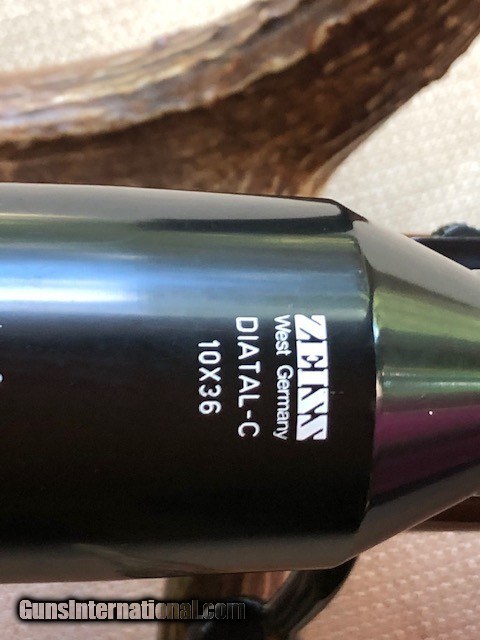 ZEISS
West Germany
DIATAL-C
10X36
GunsInternational.com